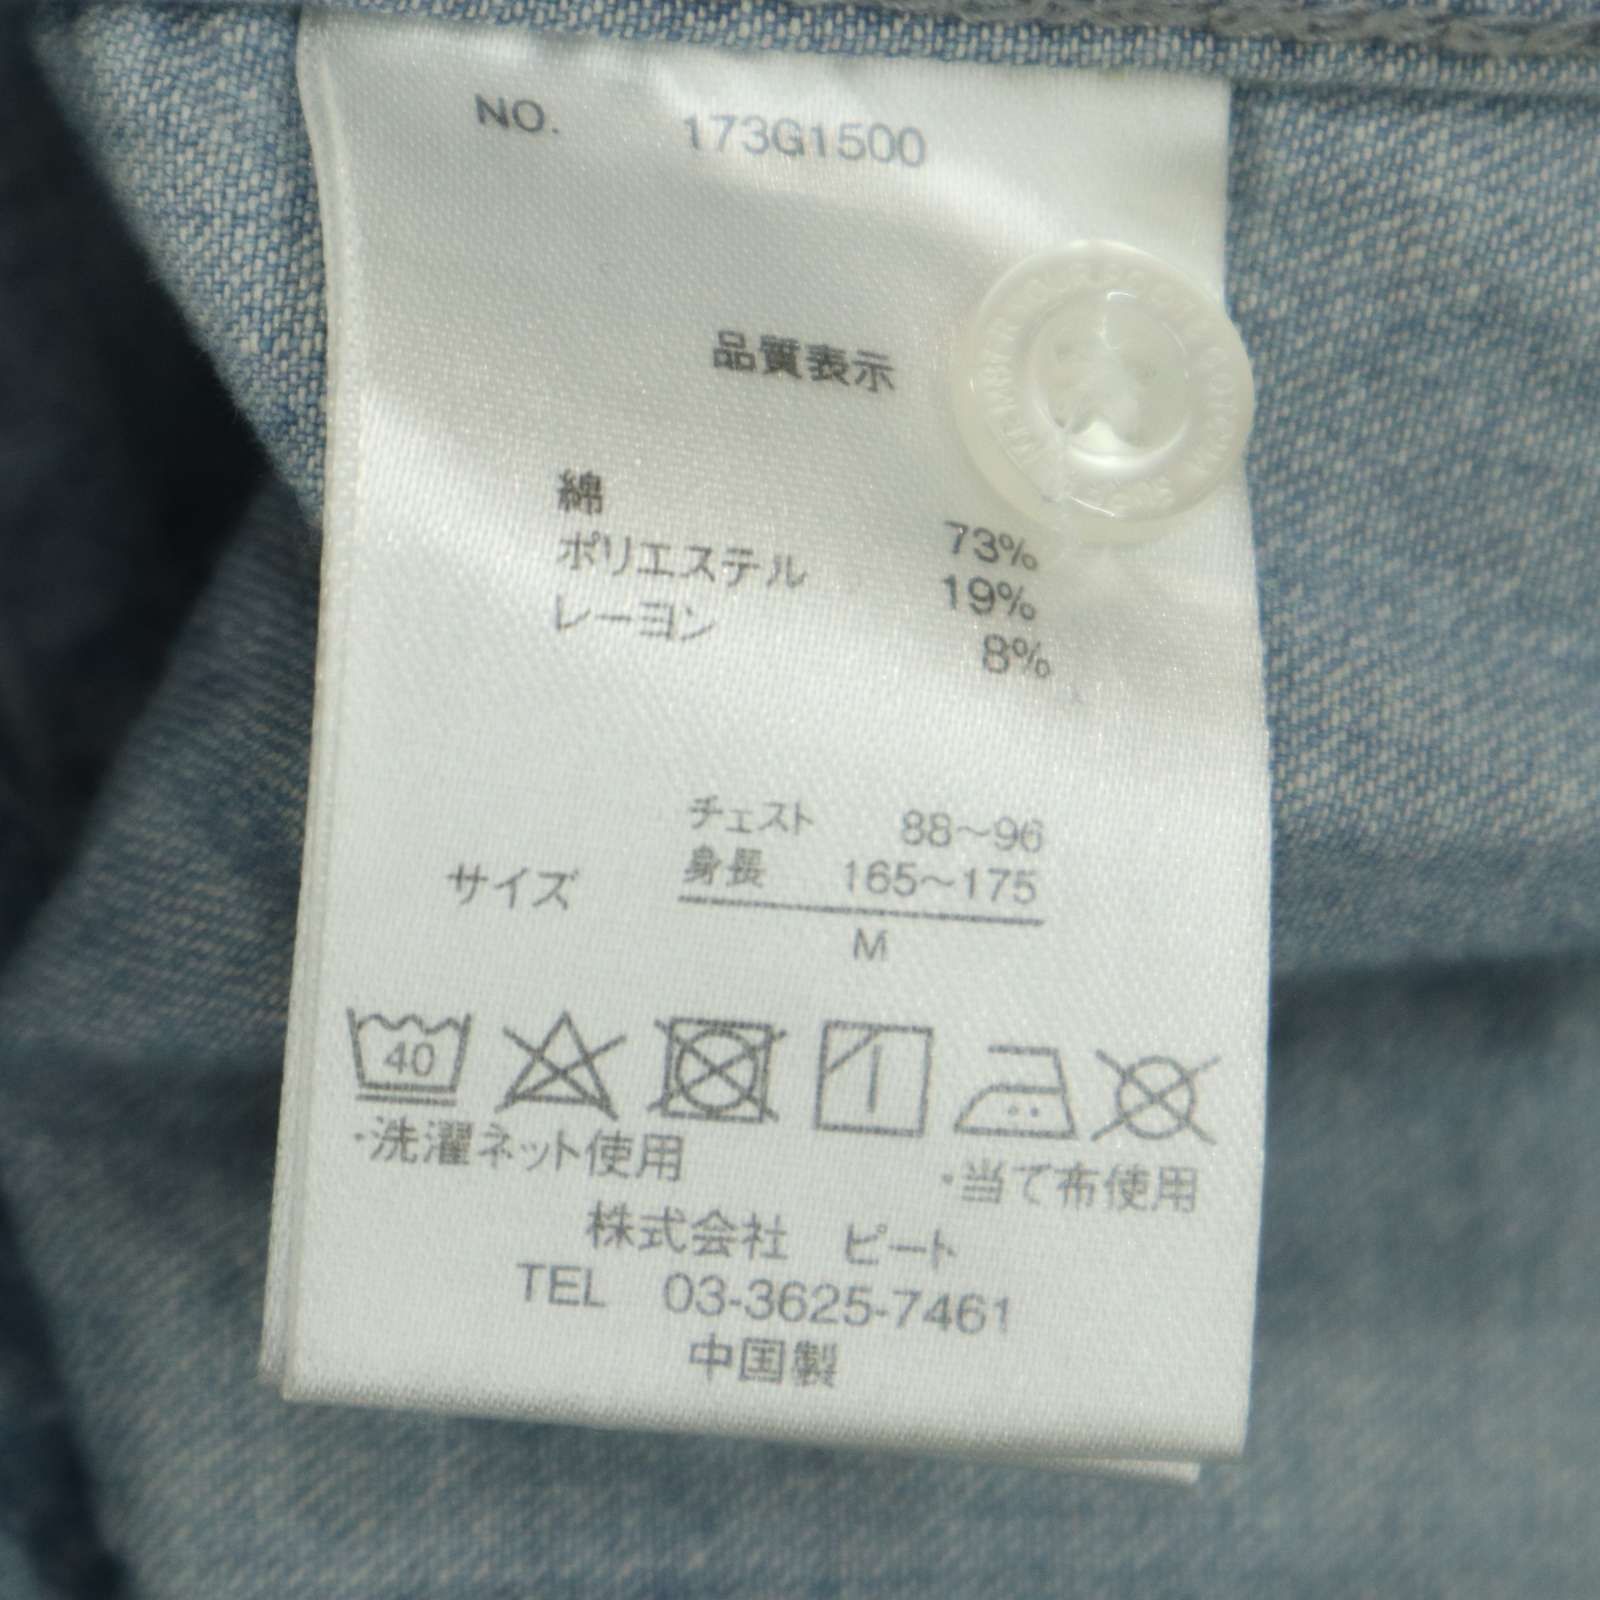 NO. 173G1500
品質表示
綿 73%
ポリエステル 19%
レーヨン 8%
チェスト 88～96
サイズ 身長 165～175
M
40
・洗濯ネット使用
・当て布使用
株式会社 ピート
TEL 03-3625-7461
中国製